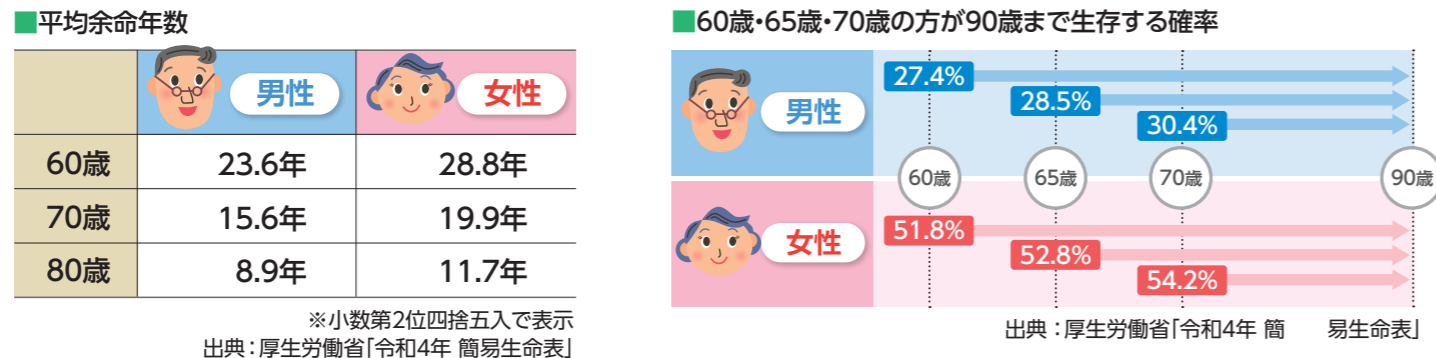 ■平均余命年数
男性 女性
60歳 23.6年 28.8年
70歳 15.6年 19.9年
80歳 8.9年 11.7年
※小数第2位四捨五入で表示
出典：厚生労働省「令和4年 簡易生命表」
■60歳・65歳・70歳の方が90歳まで生存する確率
男性
27.4%
28.5%
30.4%
60歳 65歳 70歳 90歳
女性
51.8%
52.8%
54.2%
出典：厚生労働省「令和4年 簡 易生命表」